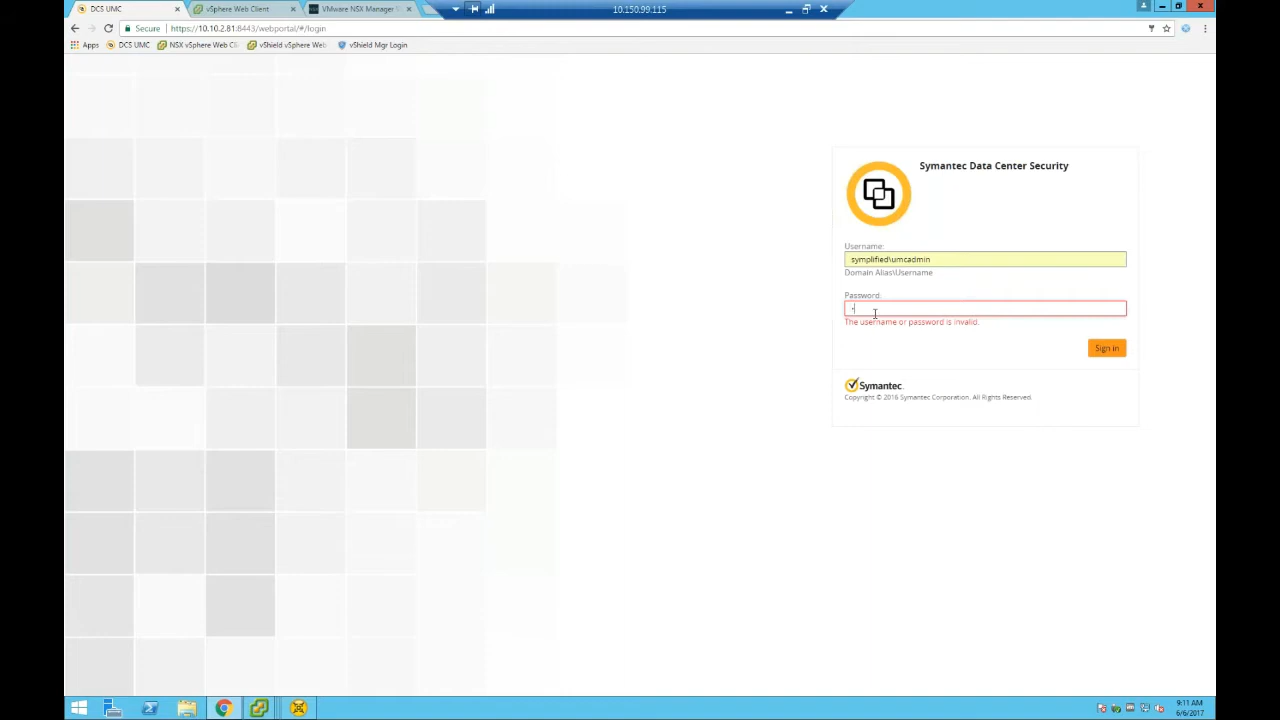 DCS UMC
vSphere Web Client
VMware NSX Manager
10.150.99.115
Secure
https://10.10.2.81:8443/webportal/#/login
Apps
DCS UMC
NSX vSphere Web Cli
vShield vSphere Web
vShield Mgr Login
Symantec Data Center Security
Username:
symplified\umcadmin
Domain Alias\Username
Password:
The username or password is invalid.
Sign in
Symantec.
Copyright © 2016 Symantec Corporation. All Rights Reserved.
9:11 AM
6/6/2017